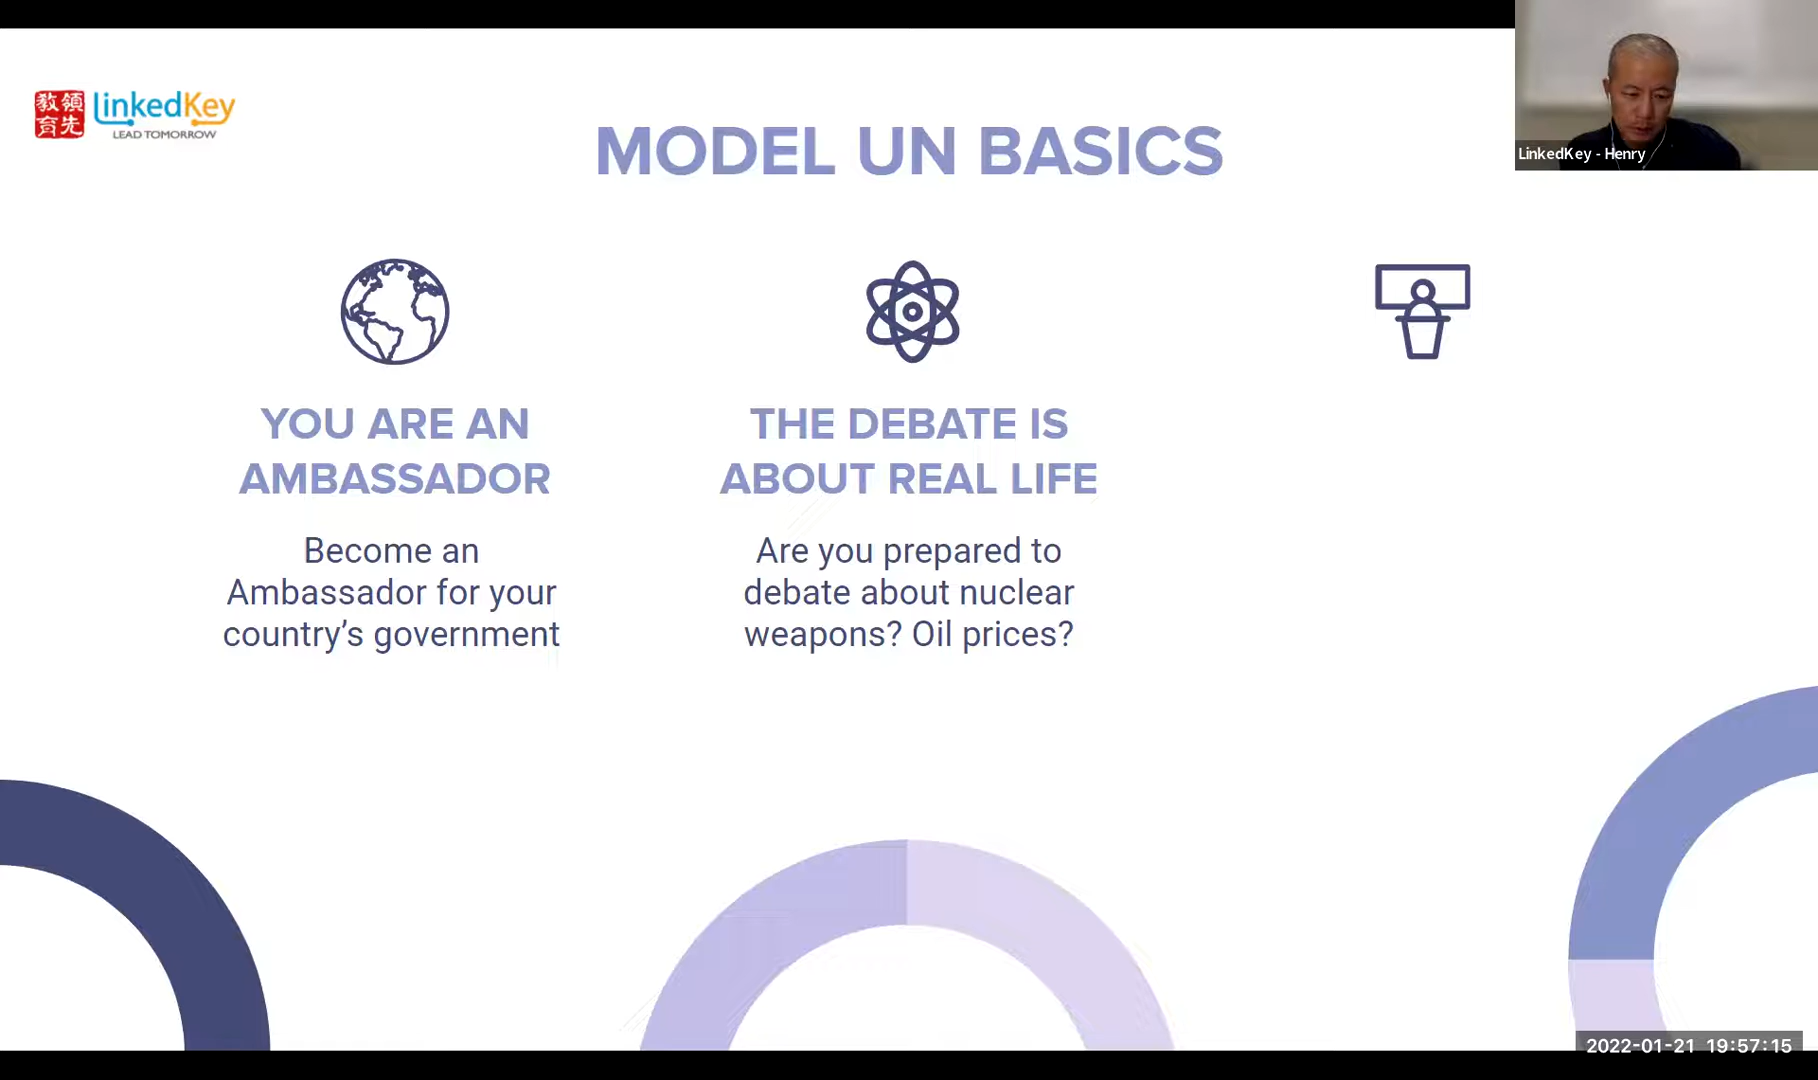 教領
育先
LinkedKey
LEAD TOMORROW
MODEL UN BASICS
LinkedKey - Henry
YOU ARE AN
AMBASSADOR
Become an
Ambassador for your
country’s government
THE DEBATE IS
ABOUT REAL LIFE
Are you prepared to
debate about nuclear
weapons? Oil prices?
2022-01-21 19:57:15